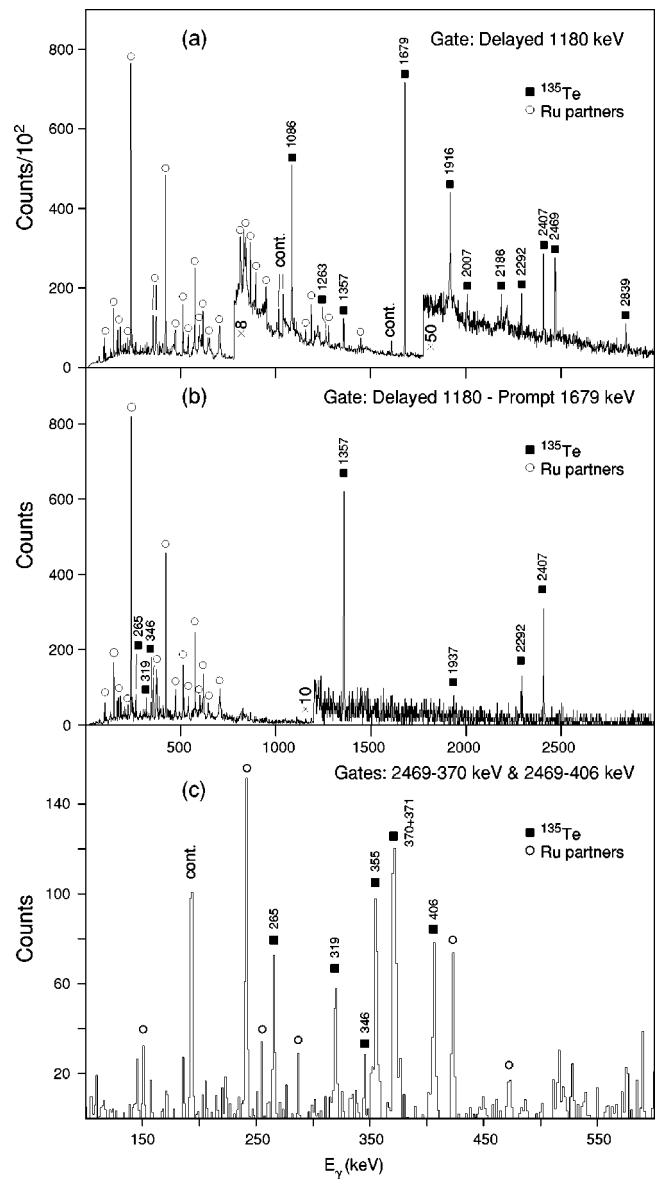 800
600
400
200
0
Counts/10²
(a)
Gate: Delayed 1180 keV
■ ¹³⁵Te
○ Ru partners
×8
cont.
1086
1263
1357
cont.
1679
×50
1916
2007
2186
2292
2407
2469
2839
800
600
400
200
0
Counts
(b)
Gate: Delayed 1180 - Prompt 1679 keV
■ ¹³⁵Te
○ Ru partners
265
319
346
×10
1357
1937
2292
2407
500
1000
1500
2000
2500
140
100
60
20
Counts
(c)
Gates: 2469-370 keV & 2469-406 keV
■ ¹³⁵Te
○ Ru partners
cont.
265
319
346
355
370+371
406
150
250
350
450
550
Eγ (keV)